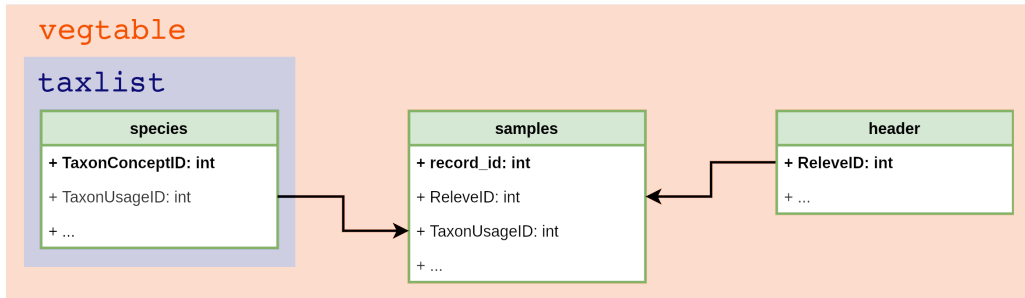 vegtable
taxlist
species
+ TaxonConceptID: int
+ TaxonUsageID: int
+ ...
samples
+ record_id: int
+ ReleveID: int
+ TaxonUsageID: int
+ ...
header
+ ReleveID: int
+ ...